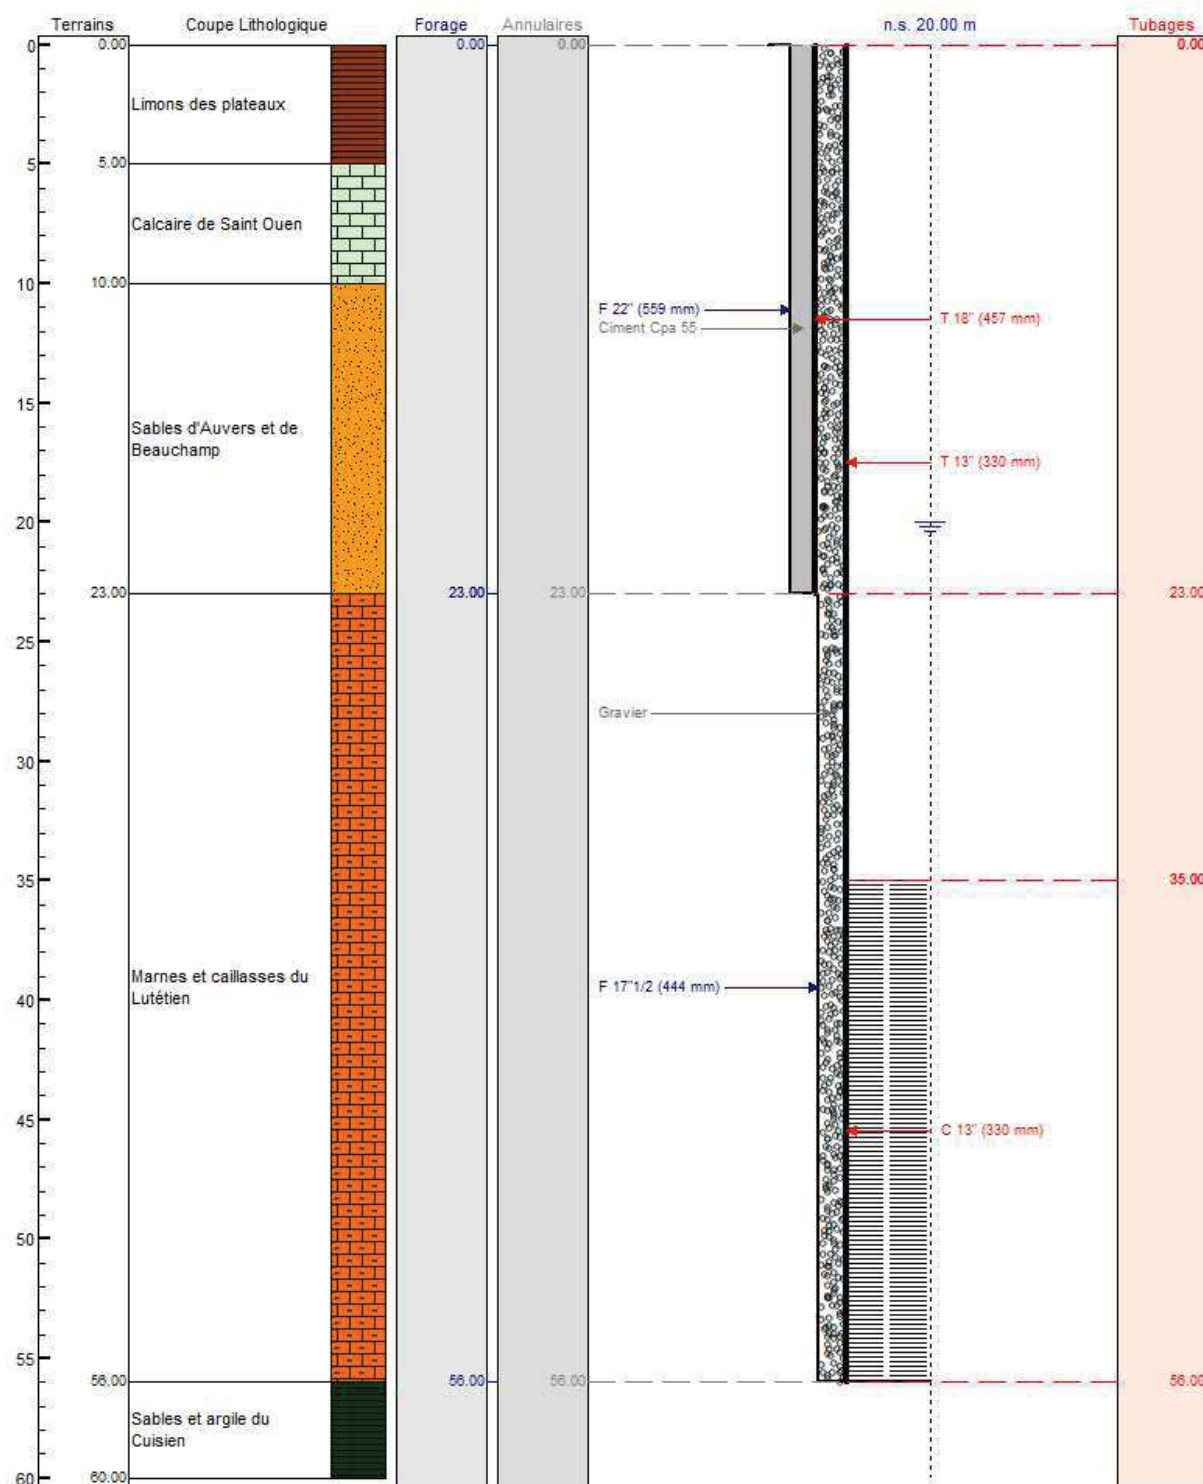 Terrains Coupe Lithologique Forage Annulaires n.s. 20.00 m Tubages
0 0.00 0.00 0.00 0.00
Limons des plateaux
5 5.00
Calcaire de Saint Ouen
10 10.00
F 22" (559 mm) T 18" (457 mm)
Ciment Cpa 55
15
Sables d'Auvers et de
Beauchamp
T 13" (330 mm)
20
23.00 23.00 23.00 23.00
25
Gravier
30
35 35.00
Marnes et caillasses du
Lutétien
F 17"1/2 (444 mm)
40
45
C 13" (330 mm)
50
55
56.00 56.00 56.00 56.00
Sables et argile du
Cuisien
60 60.00